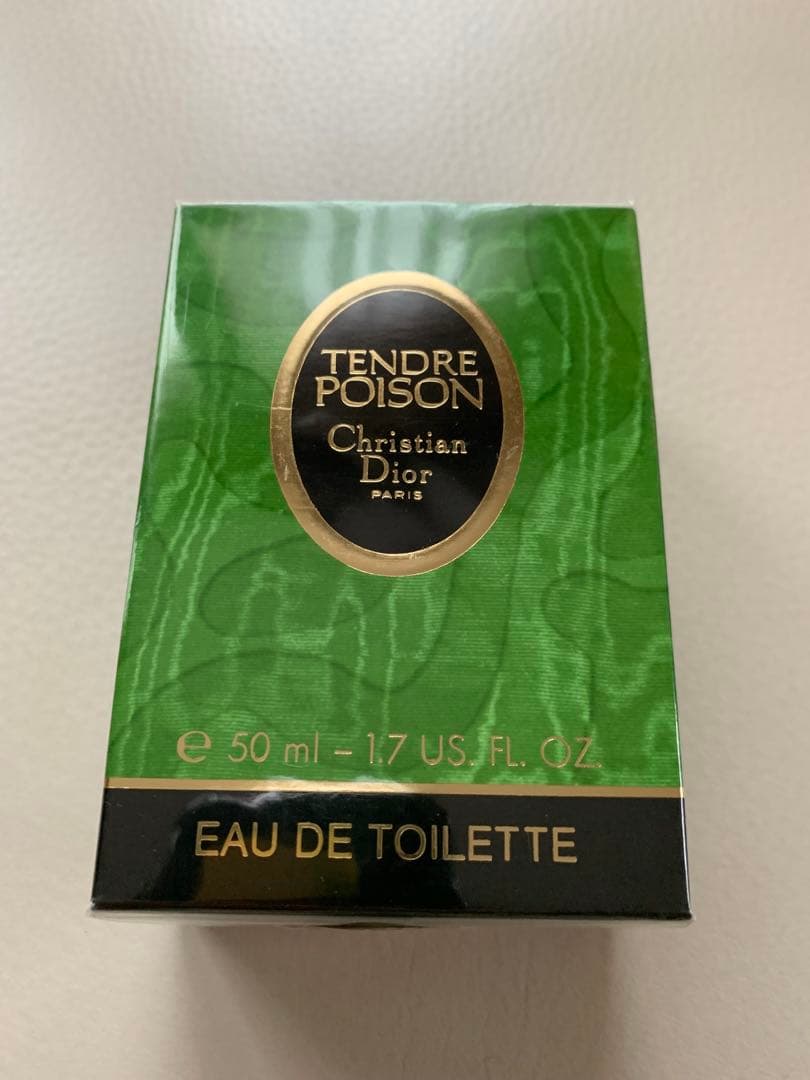 TENDRE
POISON
Christian
Dior
PARIS
℮ 50 ml – 1.7 US. FL. OZ.
EAU DE TOILETTE